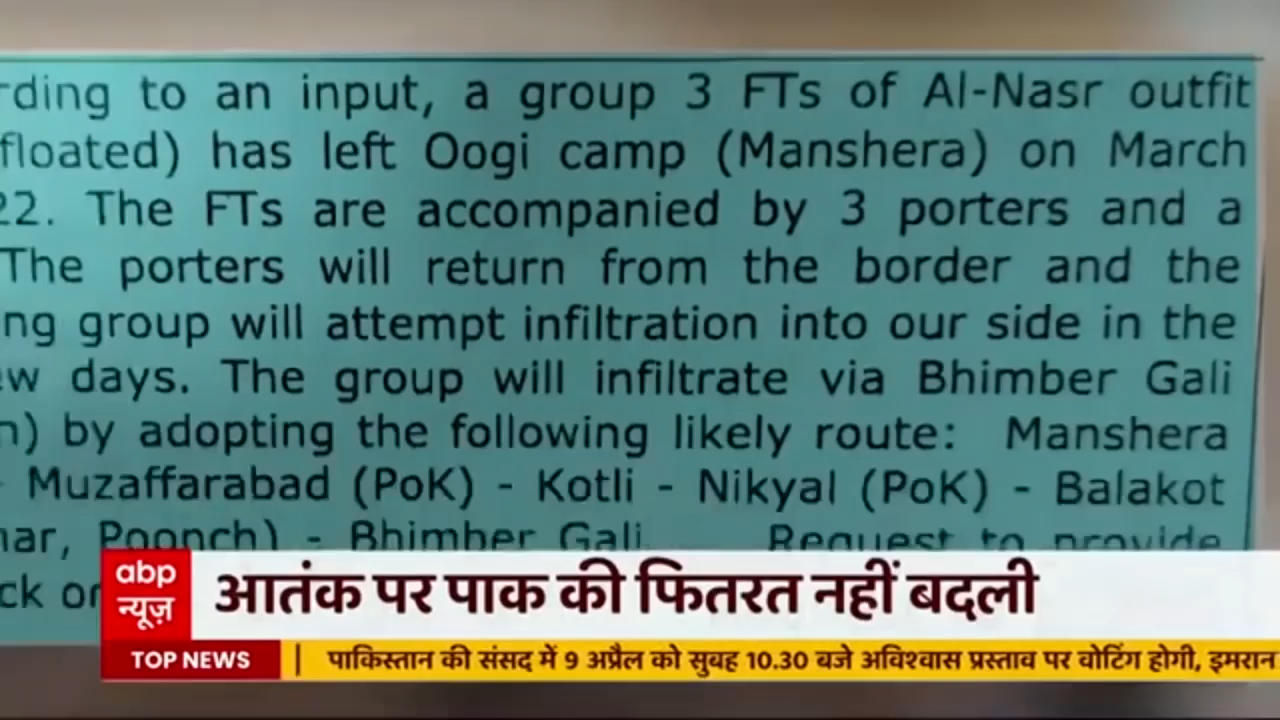 rding to an input, a group 3 FTs of Al-Nasr outfit
floated) has left Oogi camp (Manshera) on March
22. The FTs are accompanied by 3 porters and a
The porters will return from the border and the
ng group will attempt infiltration into our side in the
ew days. The group will infiltrate via Bhimber Gali
n) by adopting the following likely route: Manshera
- Muzaffarabad (PoK) - Kotli - Nikyal (PoK) - Balakot
nar, Poonch) - Bhimber Gali. Request to provide
ck or
abp
न्यूज़
आतंक पर पाक की फितरत नहीं बदली
TOP NEWS
पाकिस्तान की संसद में 9 अप्रैल को सुबह 10.30 बजे अविश्वास प्रस्ताव पर वोटिंग होगी, इमरान